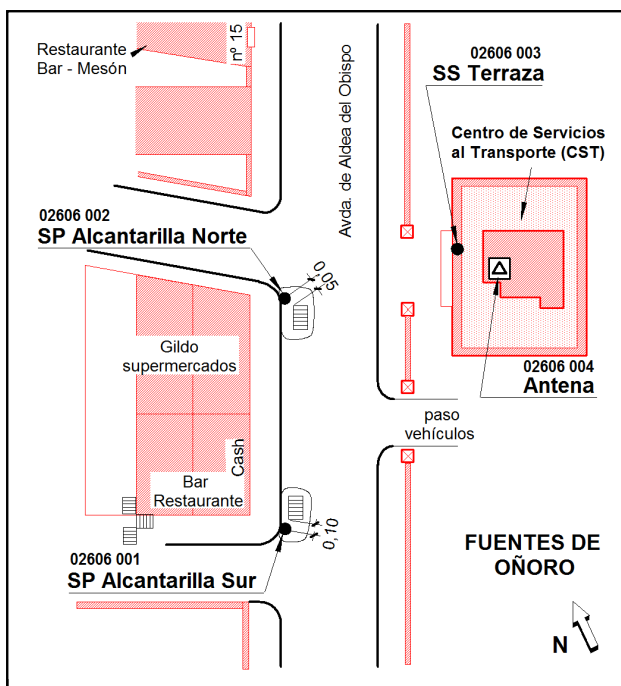 Restaurante
Bar - Mesón
nº 15
Avda. de Aldea del Obispo
02606 003
SS Terraza
Centro de Servicios
al Transporte (CST)
02606 002
SP Alcantarilla Norte
0,05
Gildo
supermercados
02606 004
Antena
paso
vehículos
Cash
Bar
Restaurante
0,10
02606 001
SP Alcantarilla Sur
FUENTES DE
OÑORO
N